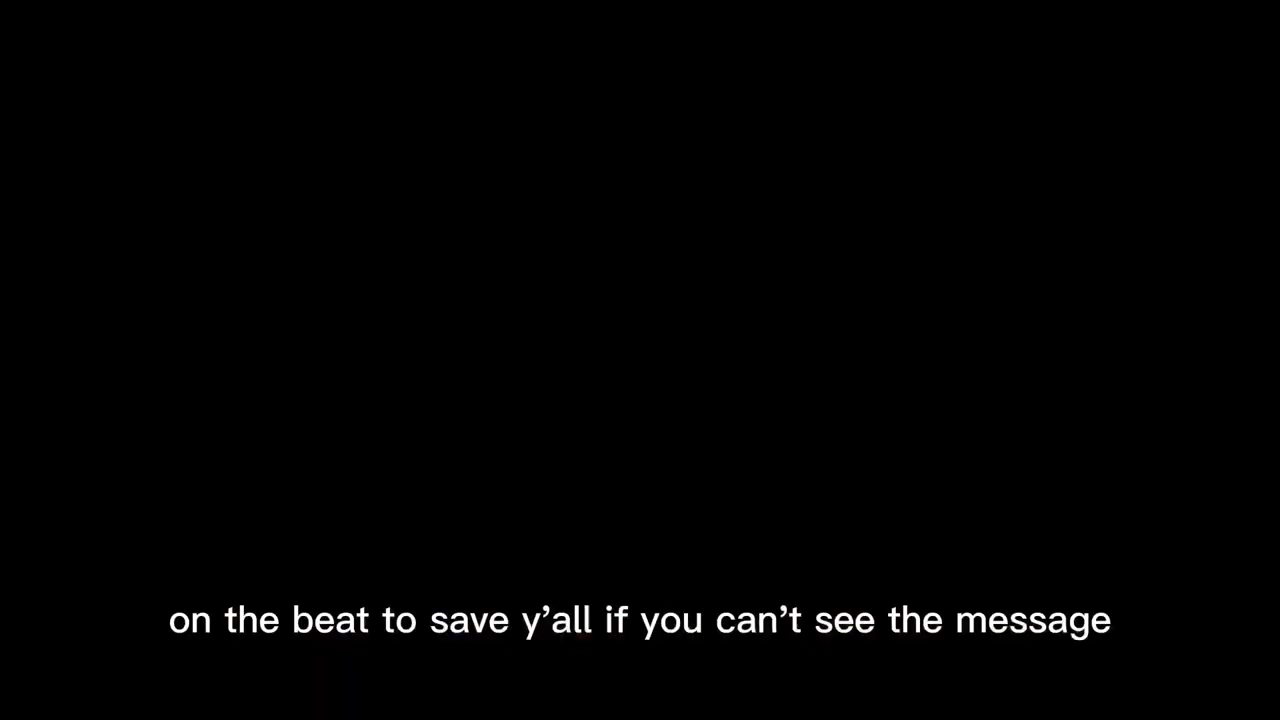 on the beat to save y’all if you can’t see the message